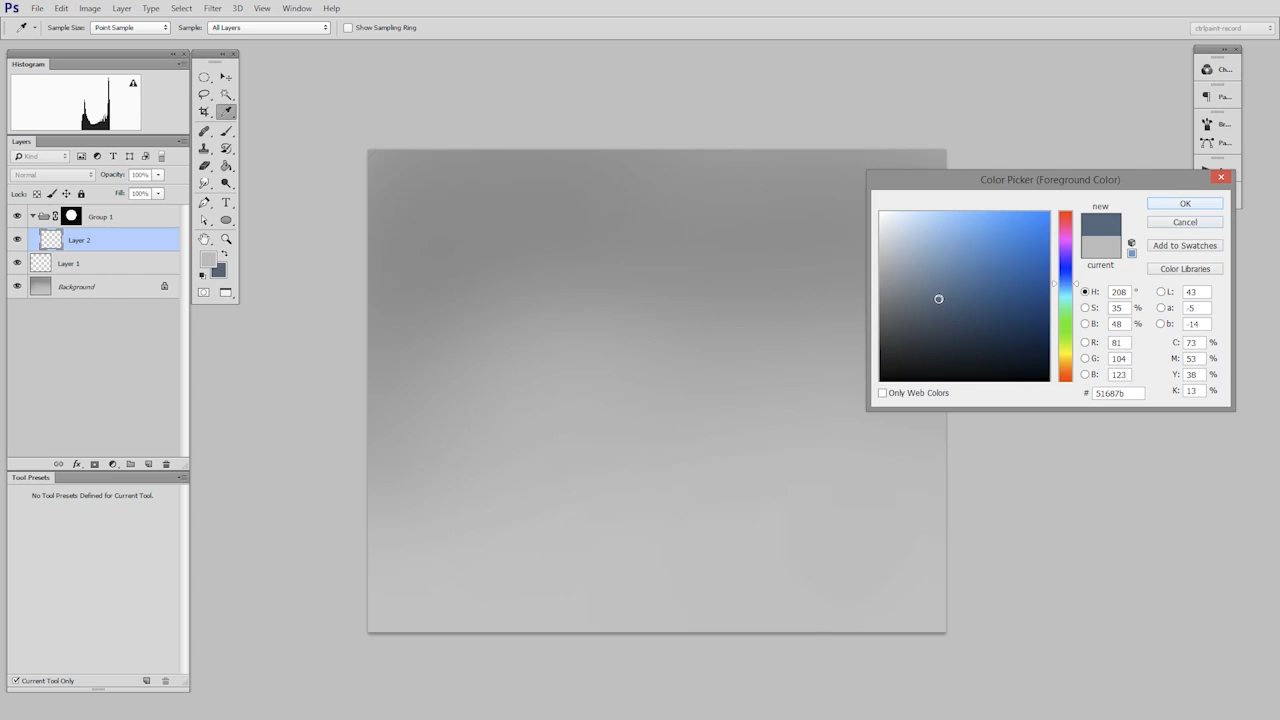 Ps File Edit Image Layer Type Select Filter 3D View Window Help
Sample Size: Point Sample Sample: All Layers Show Sampling Ring ctrlpaint-record
Histogram
Layers
Kind
Normal Opacity: 100%
Lock: Fill: 100%
Group 1
Layer 2
Layer 1
Background
Tool Presets
No Tool Presets Defined for Current Tool.
Current Tool Only
Ch...
Pa...
Br...
Pa...
Color Picker (Foreground Color)
new
current
OK
Cancel
Add to Swatches
Color Libraries
H: 208 ° L: 43
S: 35 % a: -5
B: 48 % b: -14
R: 81 C: 73 %
G: 104 M: 53 %
B: 123 Y: 38 %
# 51687b K: 13 %
Only Web Colors